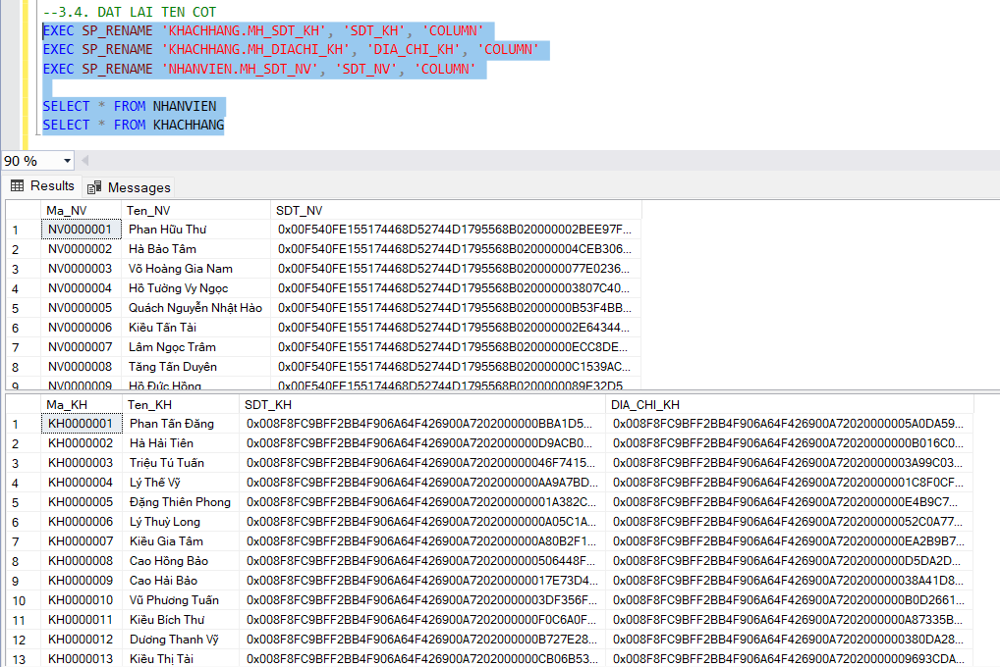 --3.4. DAT LAI TEN COT
EXEC SP_RENAME 'KHACHHANG.MH_SDT_KH', 'SDT_KH', 'COLUMN'
EXEC SP_RENAME 'KHACHHANG.MH_DIACHI_KH', 'DIA_CHI_KH', 'COLUMN'
EXEC SP_RENAME 'NHANVIEN.MH_SDT_NV', 'SDT_NV', 'COLUMN'
SELECT * FROM NHANVIEN
SELECT * FROM KHACHHANG
90 %
Results Messages
Ma_NV Ten_NV SDT_NV
1 NV0000001 Phan Hữu Thư 0x00F540FE155174468D52744D1795568B020000002BEE97F...
2 NV0000002 Hà Bảo Tâm 0x00F540FE155174468D52744D1795568B020000004CEB306...
3 NV0000003 Võ Hoàng Gia Nam 0x00F540FE155174468D52744D1795568B0200000077E0236...
4 NV0000004 Hồ Tường Vy Ngọc 0x00F540FE155174468D52744D1795568B020000003807C40...
5 NV0000005 Quách Nguyễn Nhật Hào 0x00F540FE155174468D52744D1795568B02000000B53F4BB...
6 NV0000006 Kiều Tấn Tài 0x00F540FE155174468D52744D1795568B020000002E64344...
7 NV0000007 Lâm Ngọc Trâm 0x00F540FE155174468D52744D1795568B02000000ECC8DE...
8 NV0000008 Tăng Tấn Duyên 0x00F540FE155174468D52744D1795568B02000000C1539AC...
9 NV0000009 Hồ Đức Hồng 0x00F540FE155174468D52744D1795568B0200000089E32D5
Ma_KH Ten_KH SDT_KH DIA_CHI_KH
1 KH0000001 Phan Tấn Đăng 0x008F8FC9BFF2BB4F906A64F426900A7202000000BBA1D5... 0x008F8FC9BFF2BB4F906A64F426900A72020000005A0DA59...
2 KH0000002 Hà Hải Tiên 0x008F8FC9BFF2BB4F906A64F426900A7202000000D9ACB0... 0x008F8FC9BFF2BB4F906A64F426900A7202000000B016C0...
3 KH0000003 Triệu Tú Tuấn 0x008F8FC9BFF2BB4F906A64F426900A720200000046F7415... 0x008F8FC9BFF2BB4F906A64F426900A72020000003A99C03...
4 KH0000004 Lý Thế Vỹ 0x008F8FC9BFF2BB4F906A64F426900A7202000000AA9A7BD... 0x008F8FC9BFF2BB4F906A64F426900A72020000001C8F0CF...
5 KH0000005 Đặng Thiên Phong 0x008F8FC9BFF2BB4F906A64F426900A72020000001A382C... 0x008F8FC9BFF2BB4F906A64F426900A7202000000E4B9C7...
6 KH0000006 Lý Thuỳ Long 0x008F8FC9BFF2BB4F906A64F426900A7202000000A05C1A... 0x008F8FC9BFF2BB4F906A64F426900A720200000052C0A77...
7 KH0000007 Kiều Gia Tâm 0x008F8FC9BFF2BB4F906A64F426900A7202000000A80B2F1... 0x008F8FC9BFF2BB4F906A64F426900A7202000000EA2B9B7...
8 KH0000008 Cao Hồng Bảo 0x008F8FC9BFF2BB4F906A64F426900A7202000000506448F... 0x008F8FC9BFF2BB4F906A64F426900A7202000000D5DA2D...
9 KH0000009 Cao Hải Bảo 0x008F8FC9BFF2BB4F906A64F426900A720200000017E73D4... 0x008F8FC9BFF2BB4F906A64F426900A720200000038A41D8...
10 KH0000010 Vũ Phương Tuấn 0x008F8FC9BFF2BB4F906A64F426900A72020000003DF356F... 0x008F8FC9BFF2BB4F906A64F426900A7202000000B0D2661...
11 KH0000011 Kiều Bích Thư 0x008F8FC9BFF2BB4F906A64F426900A7202000000F0C6A0F... 0x008F8FC9BFF2BB4F906A64F426900A7202000000A87335B...
12 KH0000012 Dương Thanh Vỹ 0x008F8FC9BFF2BB4F906A64F426900A7202000000B727E28... 0x008F8FC9BFF2BB4F906A64F426900A7202000000380DA28...
13 KH0000013 Kiều Thị Tài 0x008F8FC9BFF2BB4F906A64F426900A7202000000CB06B53... 0x008F8FC9BFF2BB4F906A64F426900A72020000009693CDA...